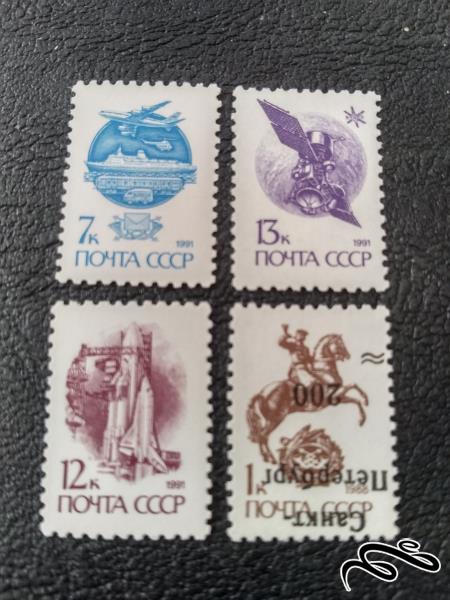 7к 1991
ПОЧТА СССР
13к 1991
ПОЧТА СССР
12к 1991
ПОЧТА СССР
1к 1988
ПОЧТА СССР
Санкт-
Петербург
200
≈